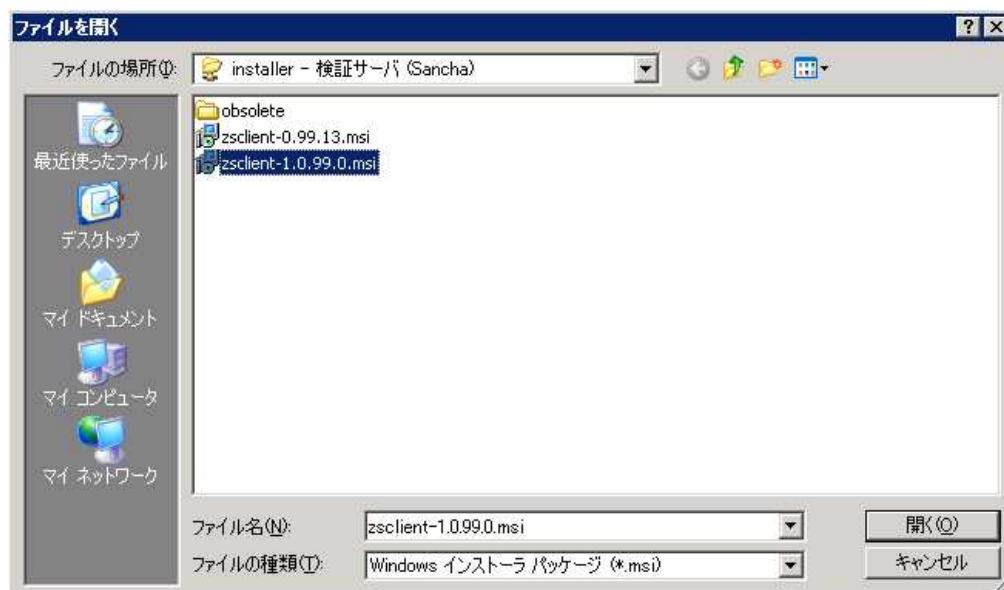 ファイルを開く
ファイルの場所(I):
installer - 検証サーバ (Sancha)
最近使ったファイル
デスクトップ
マイ ドキュメント
マイ コンピュータ
マイ ネットワーク
obsolete
zsclient-0.99.13.msi
zsclient-1.0.99.0.msi
ファイル名(N):
zsclient-1.0.99.0.msi
開く(O)
ファイルの種類(T):
Windows インストーラ パッケージ (*.msi)
キャンセル